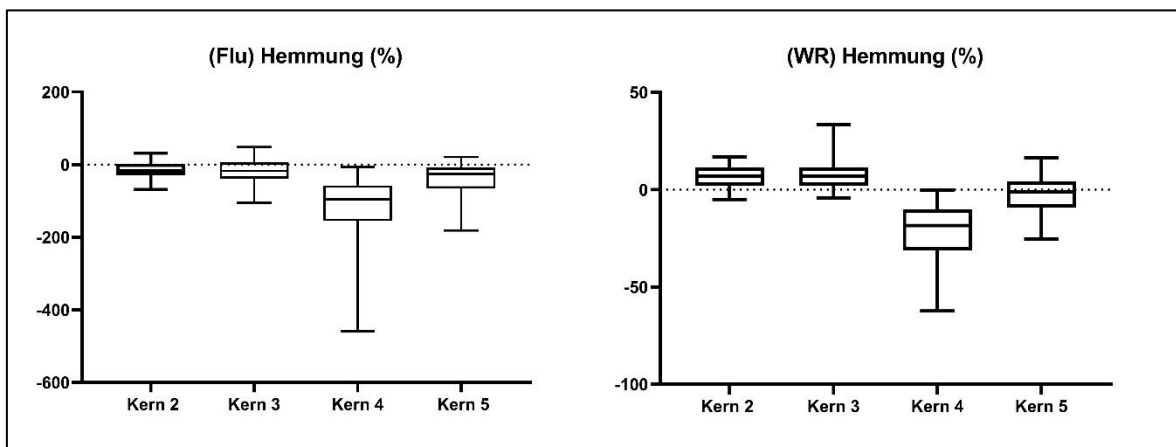 (Flu) Hemmung (%)
200
0
-200
-400
-600
Kern 2 Kern 3 Kern 4 Kern 5
(WR) Hemmung (%)
50
0
-50
-100
Kern 2 Kern 3 Kern 4 Kern 5